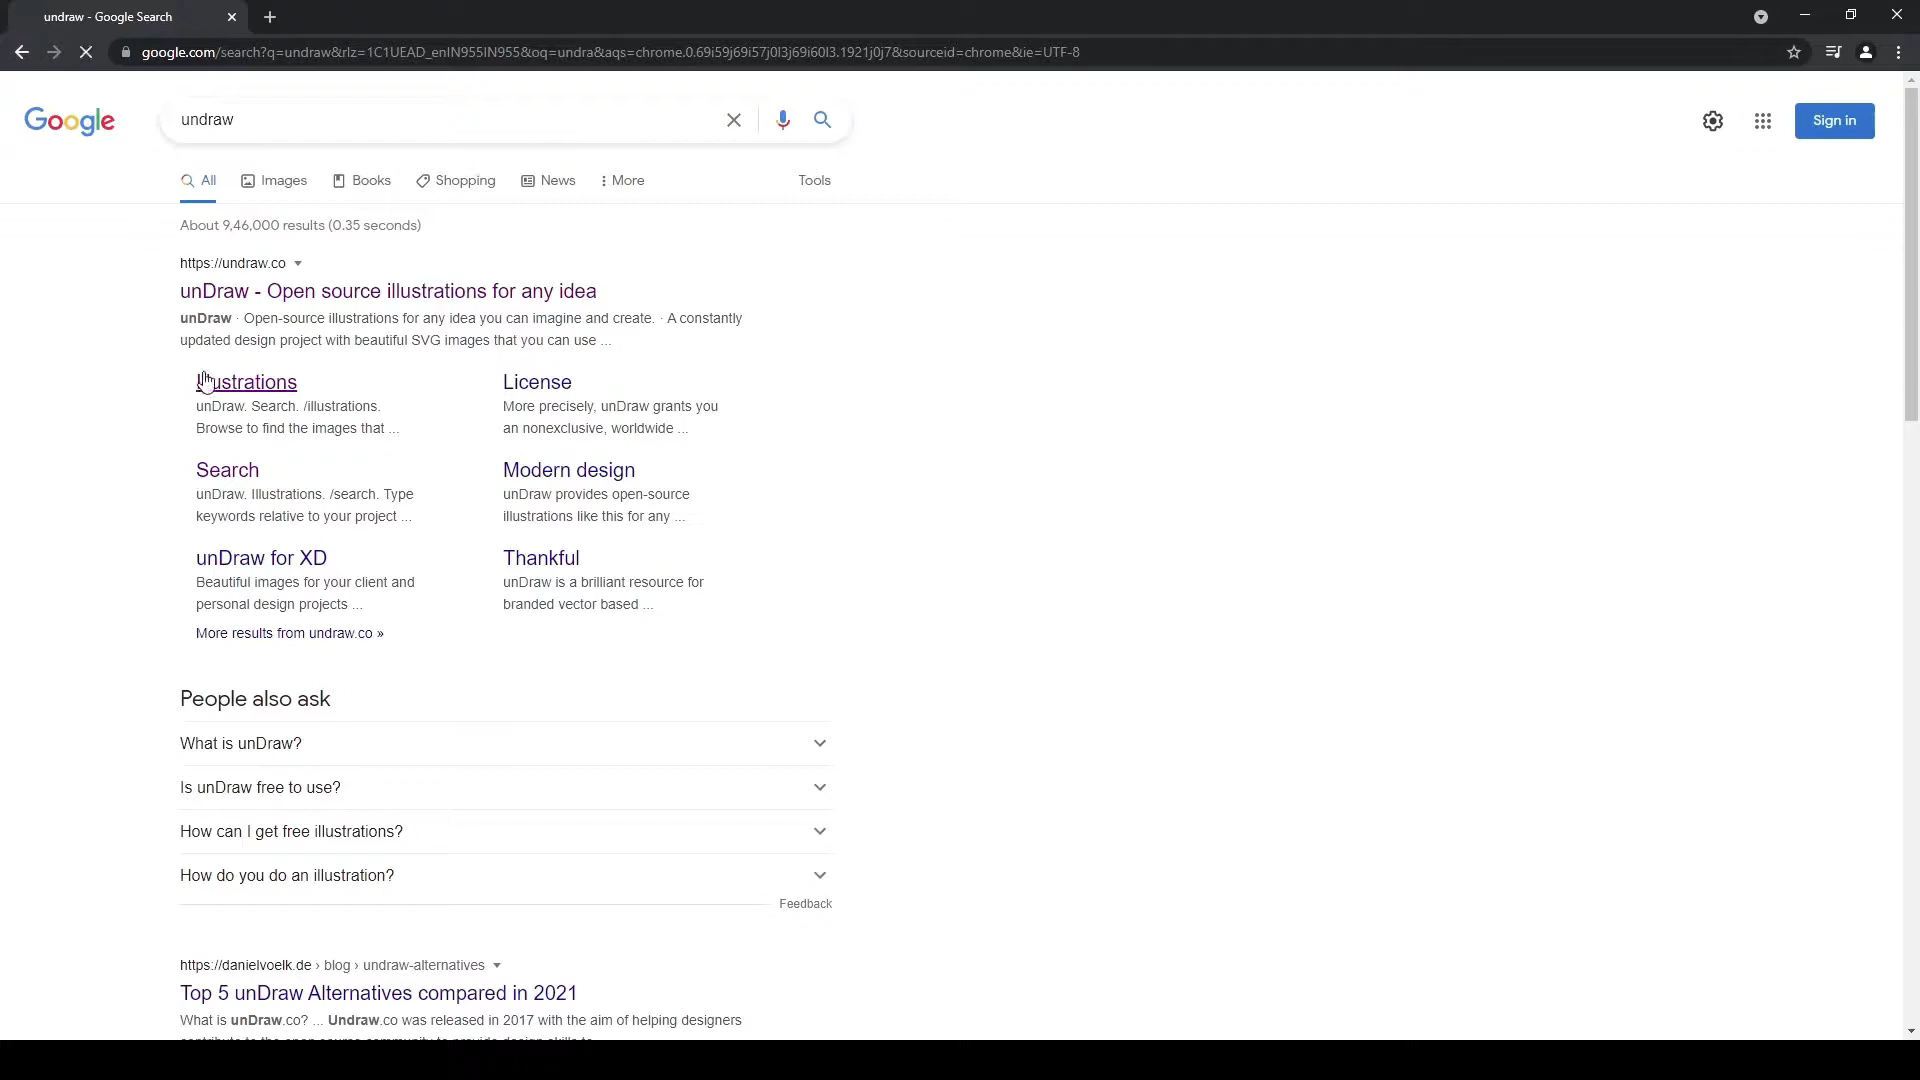 undraw - Google Search
google.com/search?q=undraw&rlz=1C1UEAD_enIN955IN955&oq=undra&aqs=chrome.0.69i59j69i57j0l3j69i60l3.1921j0j7&sourceid=chrome&ie=UTF-8
Google
undraw
Sign in
All Images Books Shopping News More Tools
About 9,46,000 results (0.35 seconds)
https://undraw.co
unDraw - Open source illustrations for any idea
unDraw · Open-source illustrations for any idea you can imagine and create. · A constantly
updated design project with beautiful SVG images that you can use ...
Illustrations
unDraw. Search. /illustrations.
Browse to find the images that ...
License
More precisely, unDraw grants you
an nonexclusive, worldwide ...
Search
unDraw. Illustrations. /search. Type
keywords relative to your project ...
Modern design
unDraw provides open-source
illustrations like this for any ...
unDraw for XD
Beautiful images for your client and
personal design projects ...
Thankful
unDraw is a brilliant resource for
branded vector based ...
More results from undraw.co »
People also ask
What is unDraw?
Is unDraw free to use?
How can I get free illustrations?
How do you do an illustration?
Feedback
https://danielvoelk.de › blog › undraw-alternatives
Top 5 unDraw Alternatives compared in 2021
What is unDraw.co? ... Undraw.co was released in 2017 with the aim of helping designers